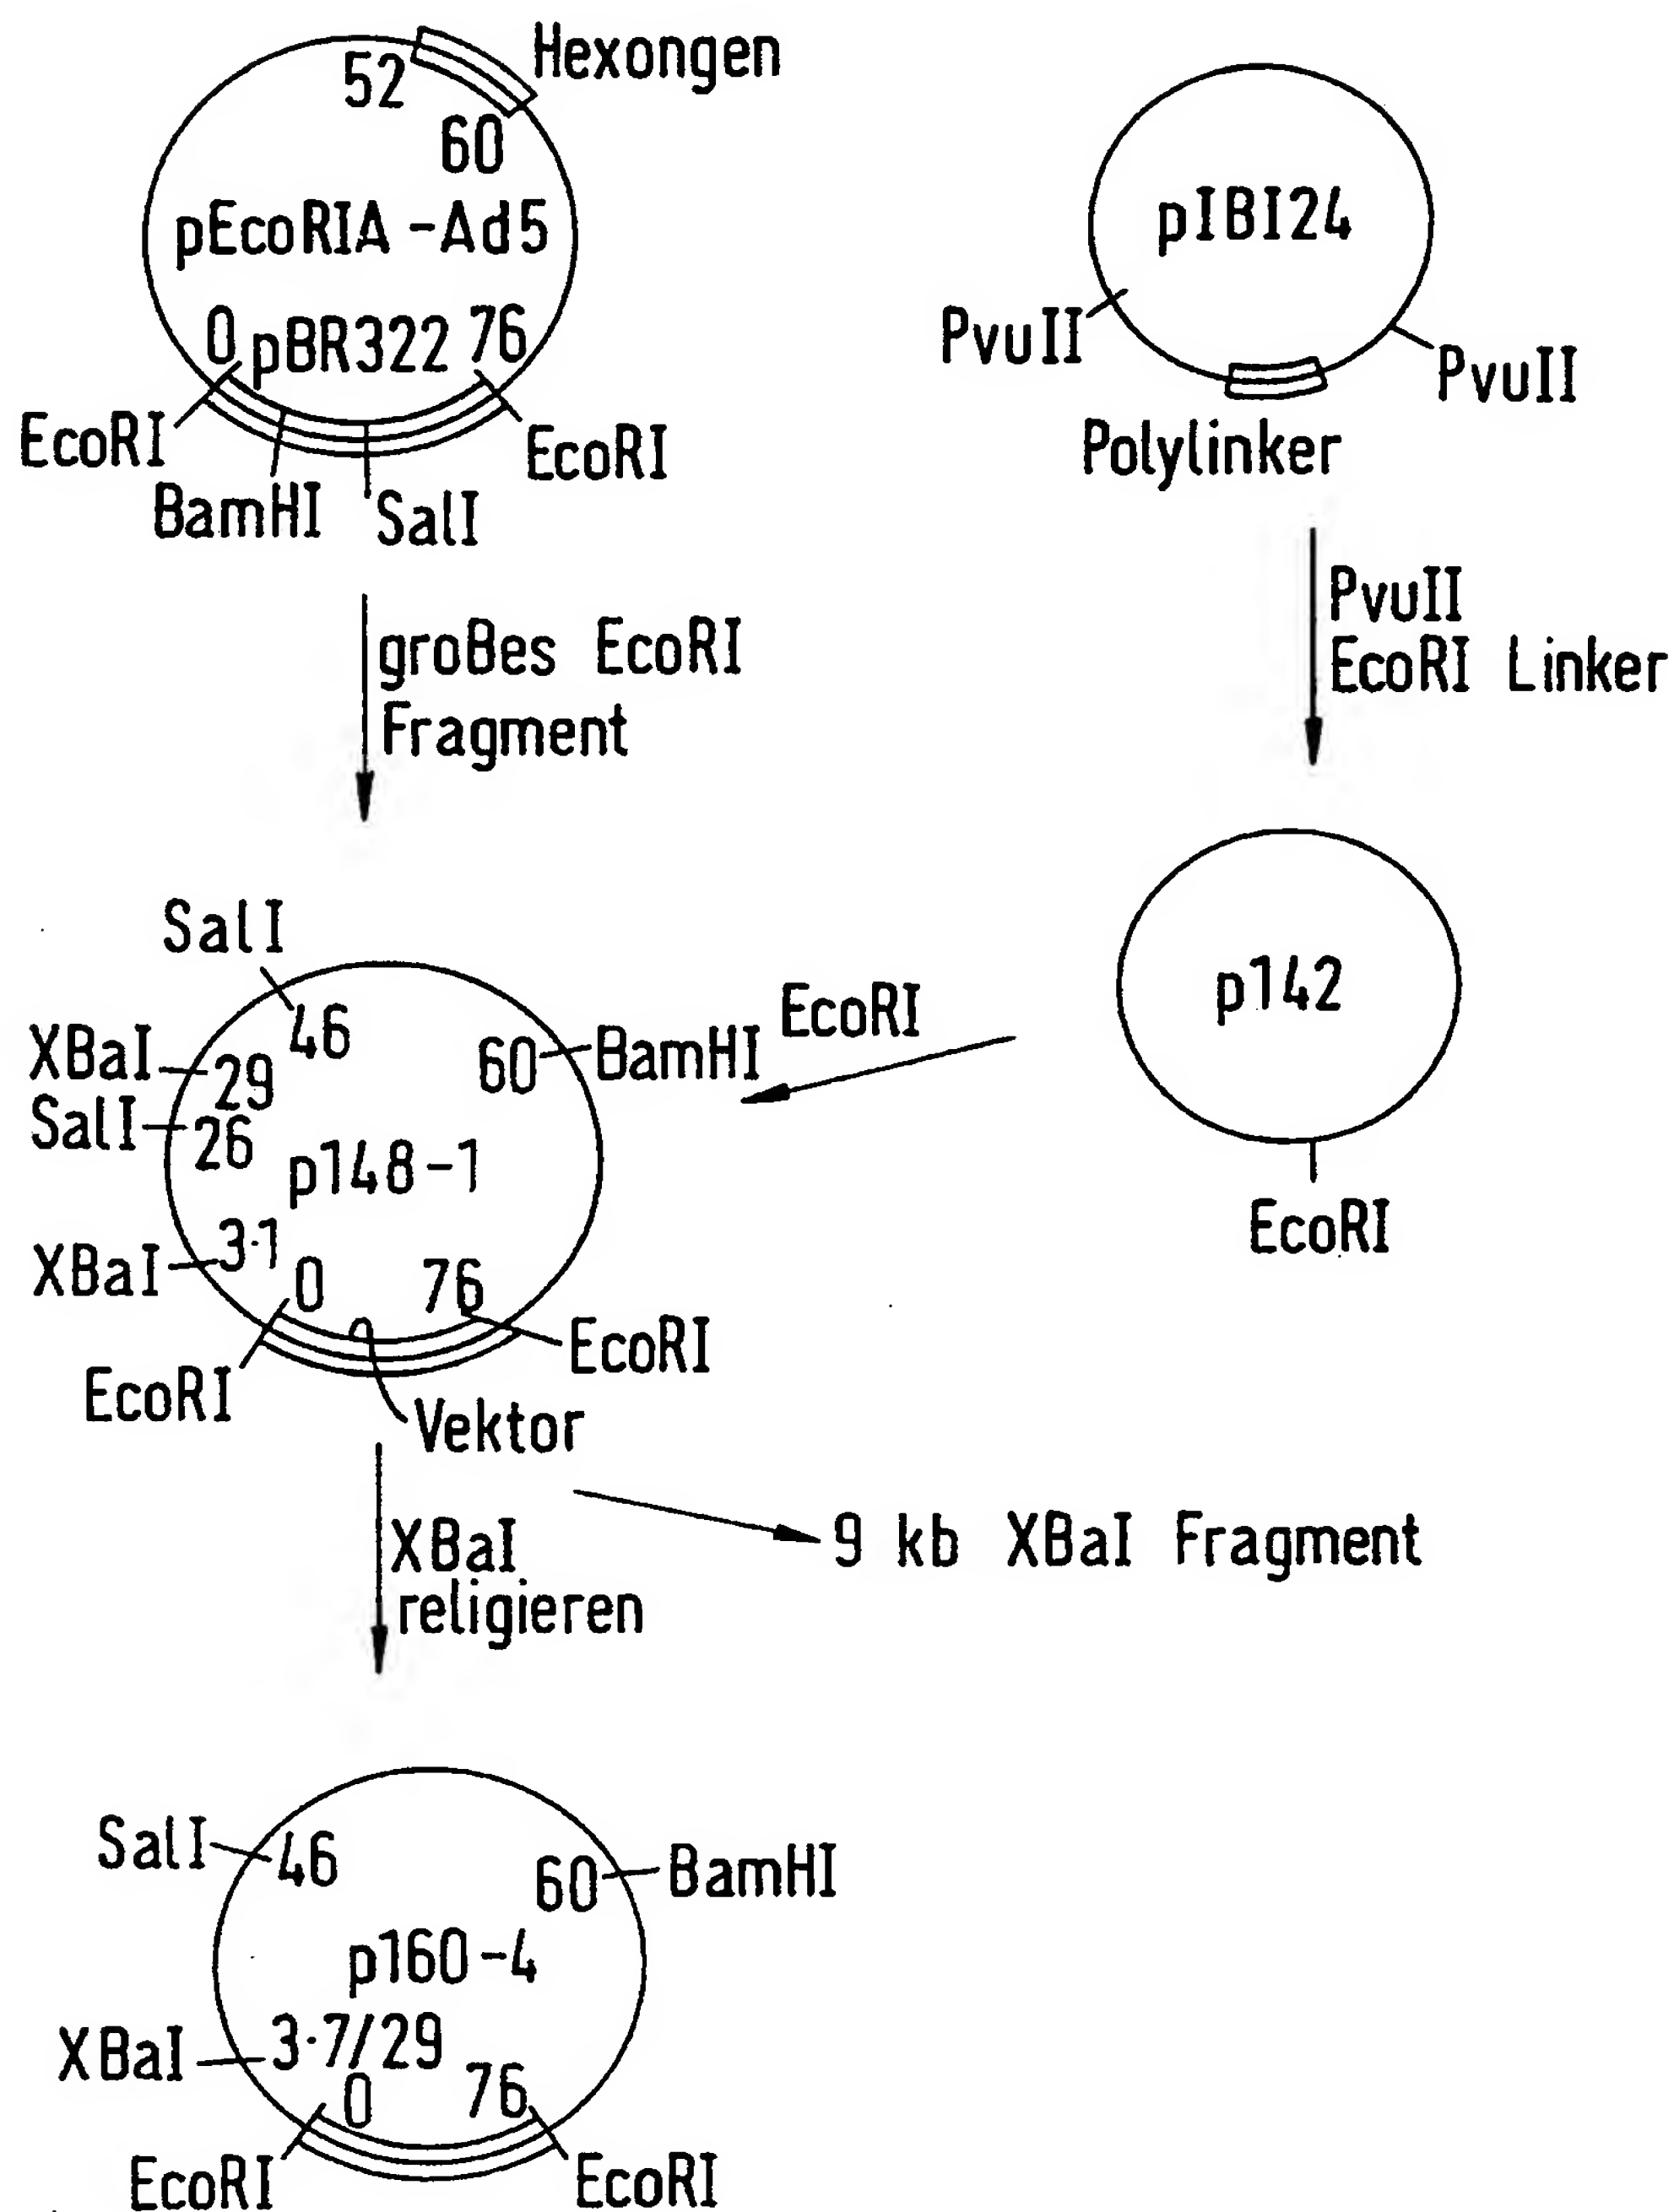 Hexongen
52
60
pEcoRIA -Ad5
0 pBR322 76
EcoRI
BamHI
SalI
EcoRI
pIBI24
PvuII
PvuII
Polylinker
großes EcoRI
Fragment
PvuII
EcoRI Linker
SalI
46
XBaI
29
SalI
26
60
BamHI
EcoRI
p142
p148-1
XBaI
3·1
0
76
EcoRI
EcoRI
EcoRI
Vektor
XBaI
religieren
9 kb XBaI Fragment
SalI
46
60
BamHI
p160-4
XBaI
3·7/29
0
76
EcoRI
EcoRI